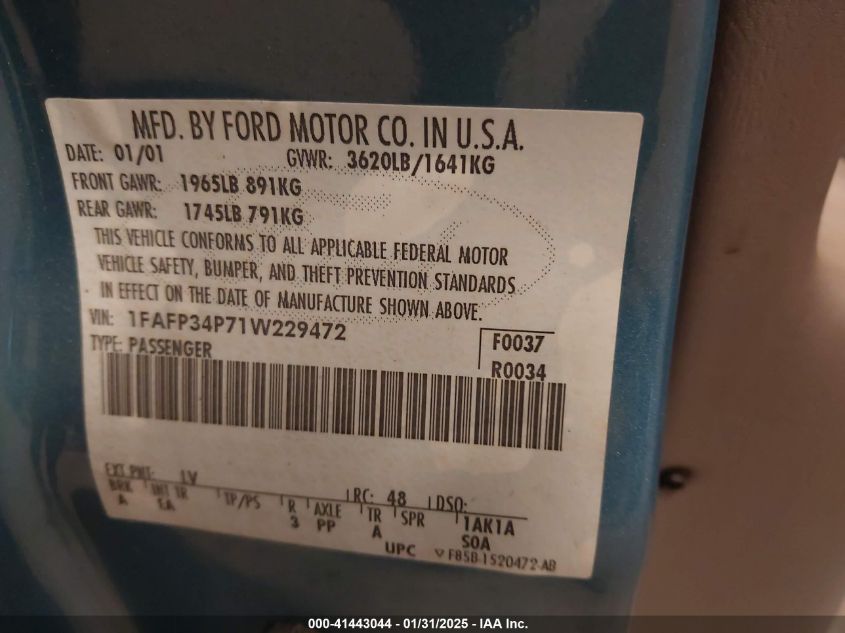 MFD. BY FORD MOTOR CO. IN U.S.A.
DATE: 01/01 GVWR: 3620LB/1641KG
FRONT GAWR: 1965LB 891KG
REAR GAWR: 1745LB 791KG
THIS VEHICLE CONFORMS TO ALL APPLICABLE FEDERAL MOTOR
VEHICLE SAFETY, BUMPER, AND THEFT PREVENTION STANDARDS
IN EFFECT ON THE DATE OF MANUFACTURE SHOWN ABOVE.
VIN: 1FAFP34P71W229472
TYPE: PASSENGER
F0037
R0034
EXT PNT: LV RC: 48 DSO:
BRK INT TR TP/PS R AXLE TR SPR 1AK1A
A EA 3 PP A SOA
UPC ▽ F85B-1520472-AB
000-41443044 — 01/31/2025 — IAA Inc.